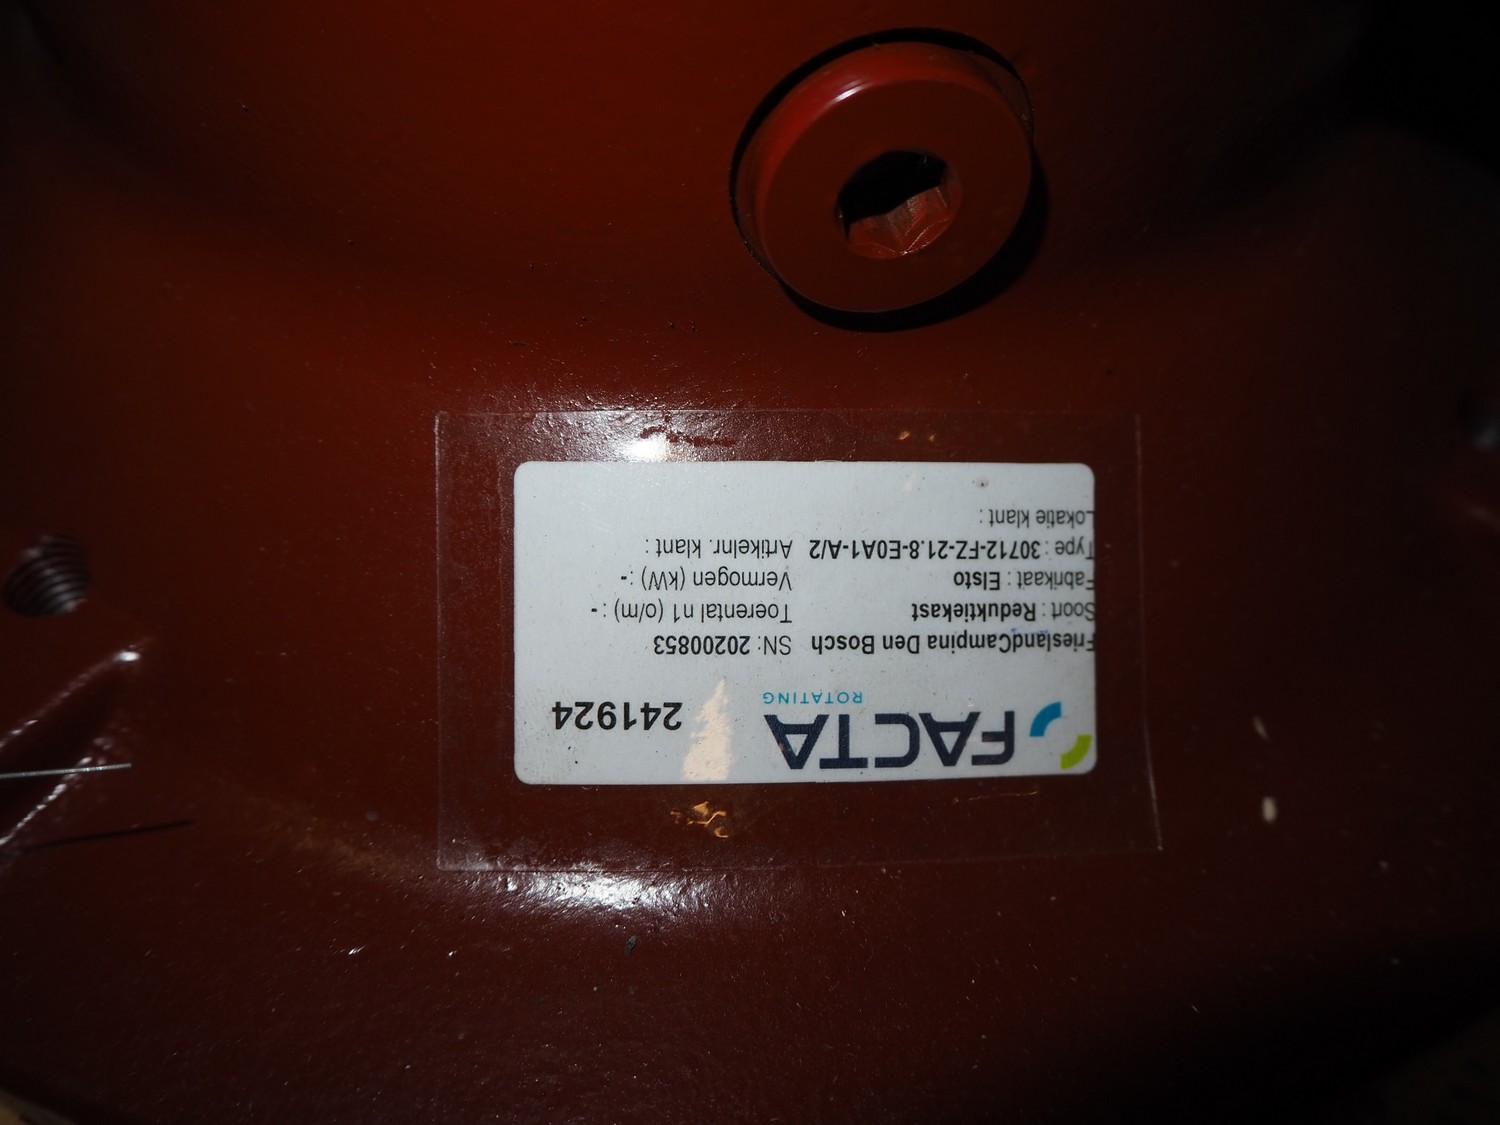 FACTA 241924
ROTATING
FrieslandCampina Den Bosch SN: 20200853
Soort : Reduktiekast Toerental n1 (o/m) : -
Fabrikaat : Elsto Vermogen (kW) : -
Type : 30712-FZ-21.8-E0A1-A/2 Artikelnr. klant :
Lokatie klant :